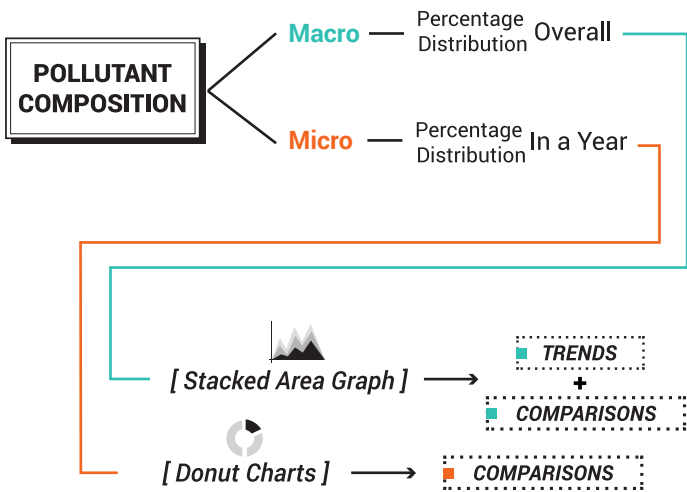 POLLUTANT
COMPOSITION
Macro
Percentage
Distribution
Overall
Micro
Percentage
Distribution
In a Year
[ Stacked Area Graph ]
TRENDS
+
COMPARISONS
[ Donut Charts ]
COMPARISONS